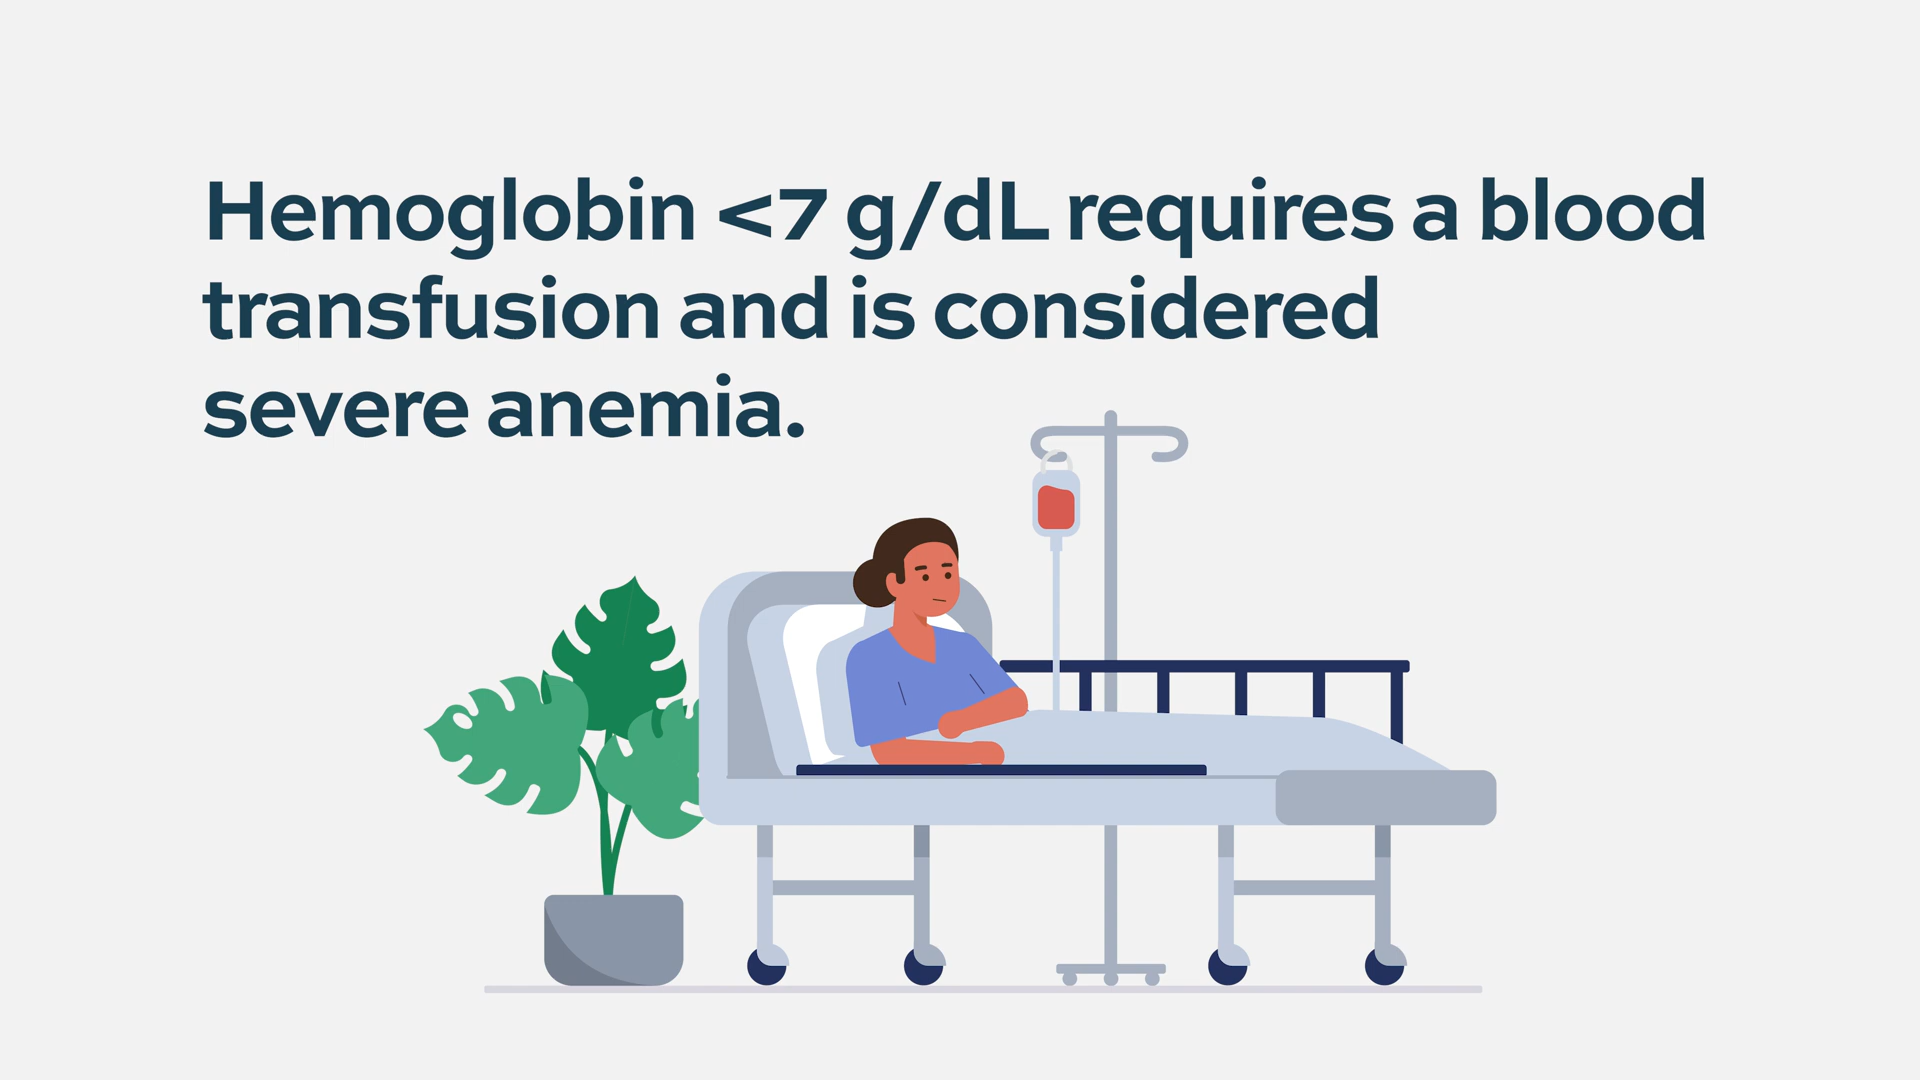 Hemoglobin <7 g/dL requires a blood
transfusion and is considered
severe anemia.